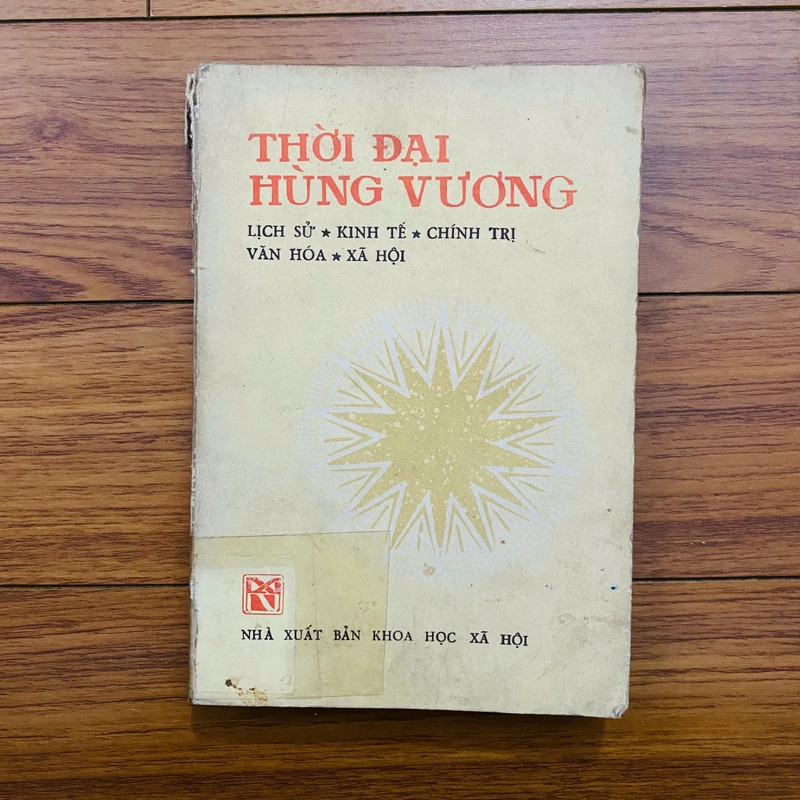 THỜI ĐẠI
HÙNG VƯƠNG
LỊCH SỬ ★ KINH TẾ ★ CHÍNH TRỊ
VĂN HÓA ★ XÃ HỘI
NHÀ XUẤT BẢN KHOA HỌC XÃ HỘI